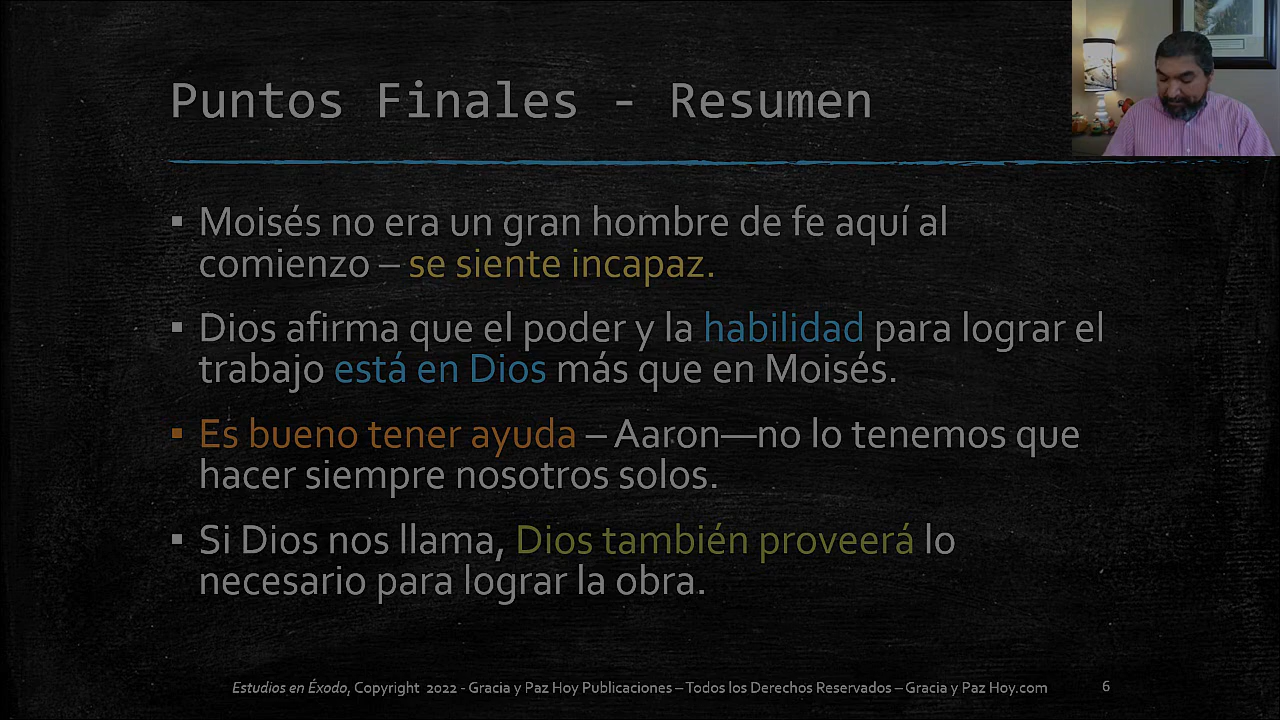 Puntos Finales - Resumen
▪ Moisés no era un gran hombre de fe aquí al
comienzo – se siente incapaz.
▪ Dios afirma que el poder y la habilidad para lograr el
trabajo está en Dios más que en Moisés.
▪ Es bueno tener ayuda – Aaron—no lo tenemos que
hacer siempre nosotros solos.
▪ Si Dios nos llama, Dios también proveerá lo
necesario para lograr la obra.
Estudios en Éxodo, Copyright 2022 - Gracia y Paz Hoy Publicaciones – Todos los Derechos Reservados – Gracia y Paz Hoy.com 6